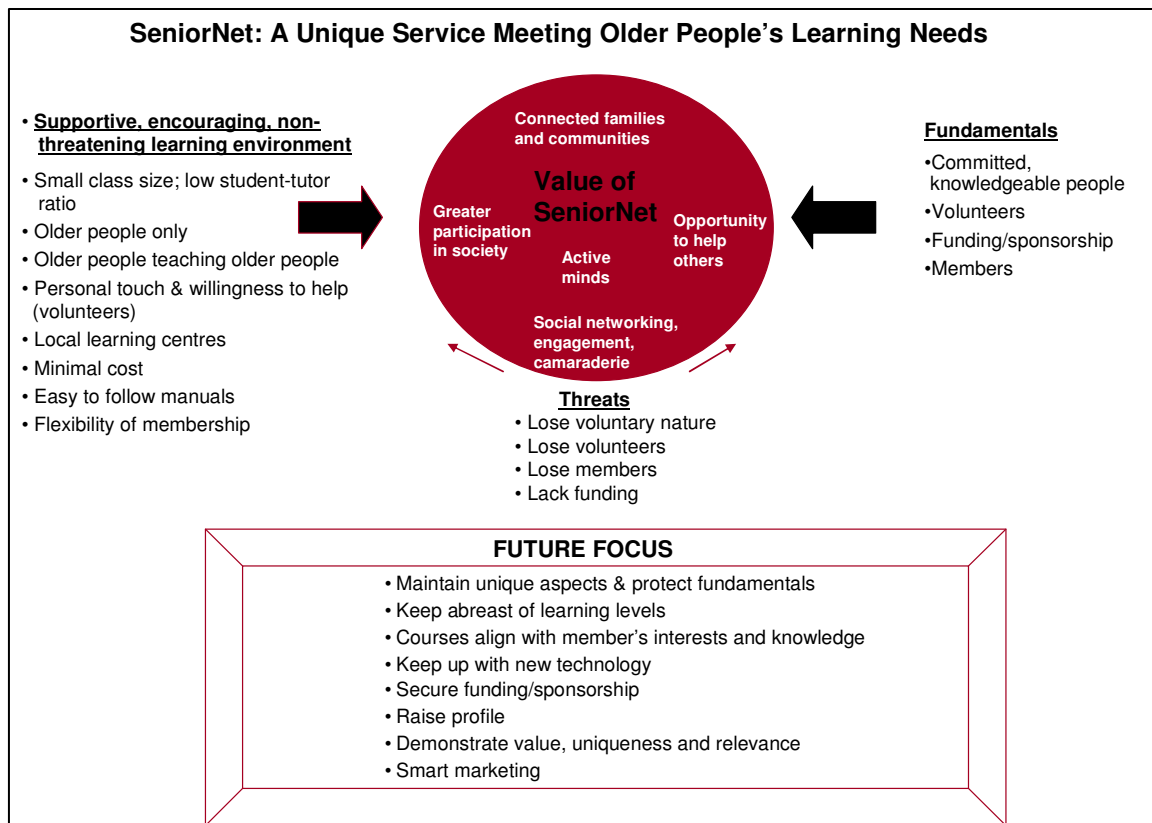 SeniorNet: A Unique Service Meeting Older People's Learning Needs
• Supportive, encouraging, non-
threatening learning environment
• Small class size; low student-tutor
ratio
• Older people only
• Older people teaching older people
• Personal touch & willingness to help
(volunteers)
• Local learning centres
• Minimal cost
• Easy to follow manuals
• Flexibility of membership
Connected families
and communities
Value of
SeniorNet
Greater
participation
in society
Active
minds
Opportunity
to help
others
Social networking,
engagement,
camaraderie
Fundamentals
•Committed,
knowledgeable people
•Volunteers
•Funding/sponsorship
•Members
Threats
• Lose voluntary nature
• Lose volunteers
• Lose members
• Lack funding
FUTURE FOCUS
• Maintain unique aspects & protect fundamentals
• Keep abreast of learning levels
• Courses align with member's interests and knowledge
• Keep up with new technology
• Secure funding/sponsorship
• Raise profile
• Demonstrate value, uniqueness and relevance
• Smart marketing